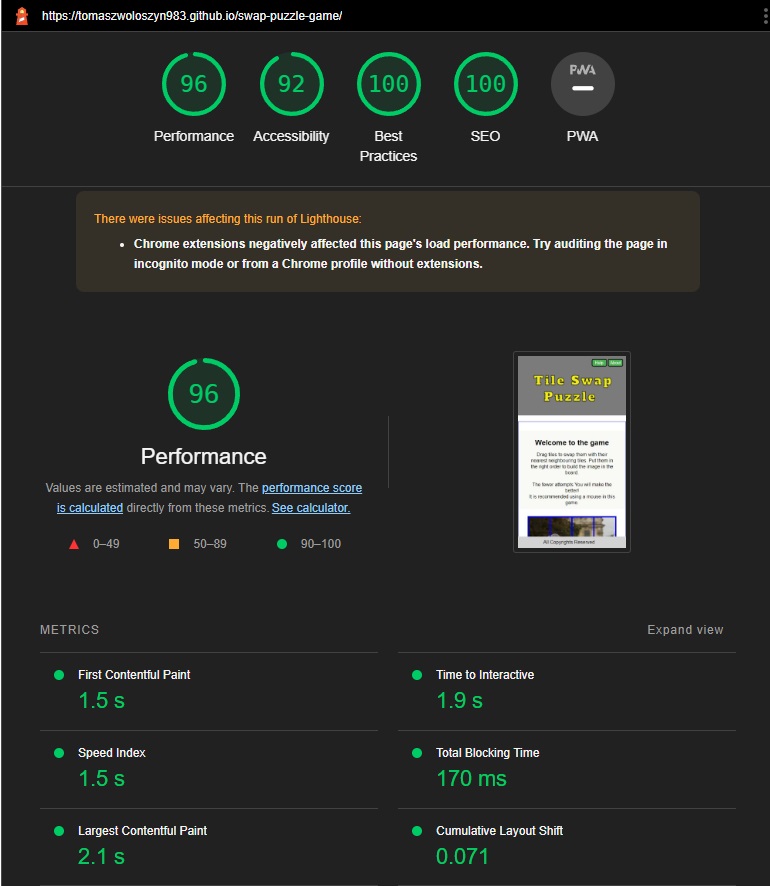 https://tomaszwoloszyn983.github.io/swap-puzzle-game/
96
92
100
100
PWA
Performance
Accessibility
Best
Practices
SEO
PWA
There were issues affecting this run of Lighthouse:
• Chrome extensions negatively affected this page's load performance. Try auditing the page in
incognito mode or from a Chrome profile without extensions.
96
Performance
Values are estimated and may vary. The performance score
is calculated directly from these metrics. See calculator.
0–49
50–89
90–100
Help
About
Tile Swap
Puzzle
Welcome to the game
Drag tiles to swap them with their
nearest neighbouring tiles. Put them in
the right order to build the image in the
board.
The fewer attempts You will make the
better!
It is recommended using a mouse in this
game.
All Copyrights Reserved
METRICS
Expand view
First Contentful Paint
1.5 s
Time to Interactive
1.9 s
Speed Index
1.5 s
Total Blocking Time
170 ms
Largest Contentful Paint
2.1 s
Cumulative Layout Shift
0.071